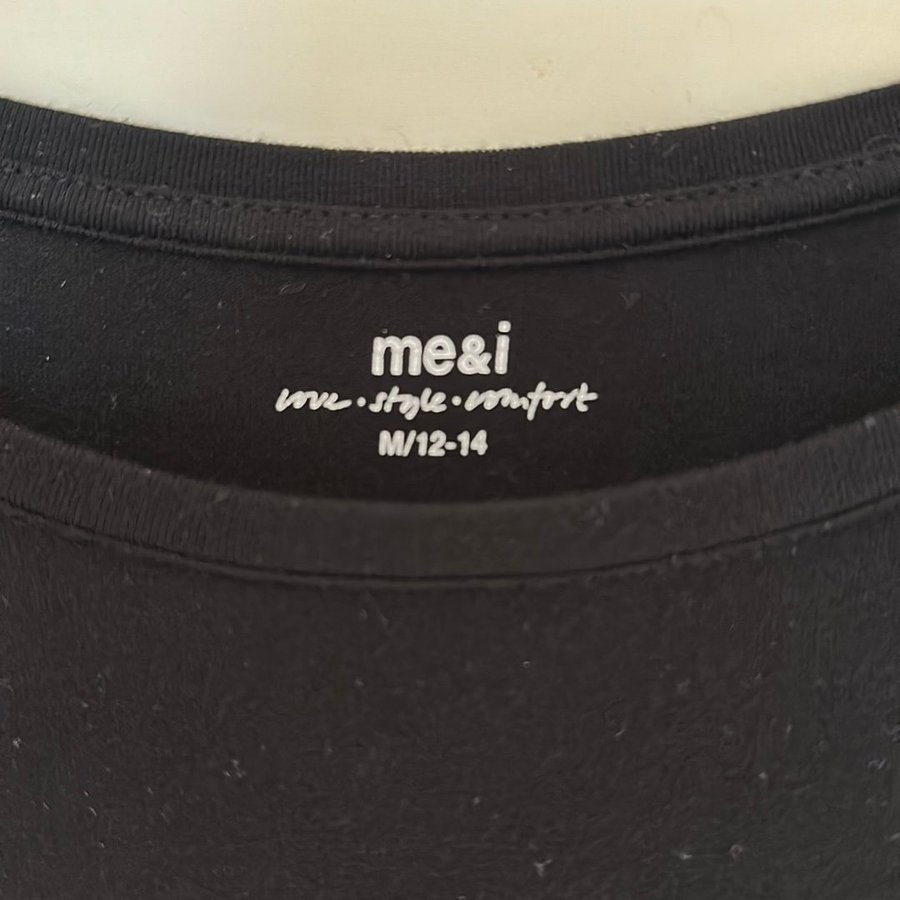 me&i
love • style • comfort
M/12-14